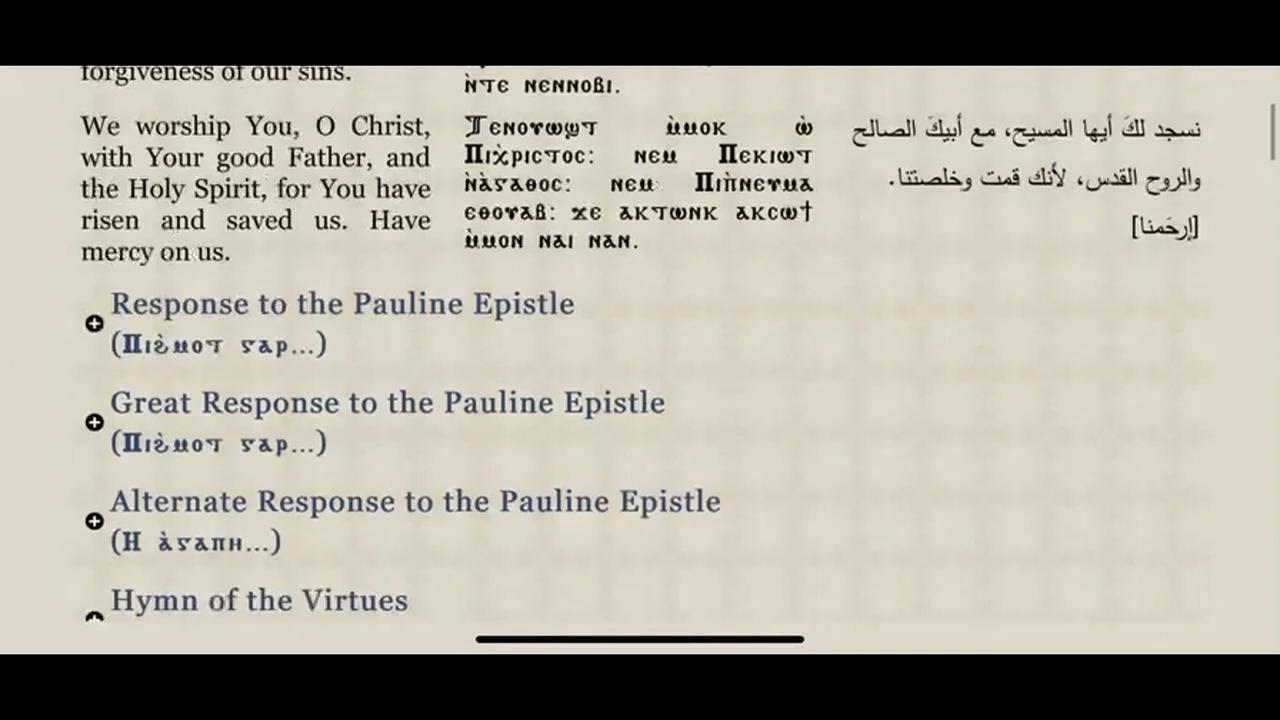 forgiveness of our sins.
ⲛ̀ⲧⲉ ⲛⲉⲛⲛⲟⲃⲓ.
We worship You, O Christ,
with Your good Father, and
the Holy Spirit, for You have
risen and saved us. Have
mercy on us.
Ⲧⲉⲛⲟⲩⲱϣⲧ ⲙ̀ⲙⲟⲕ ⲱ̀
Ⲡⲓⲭ̀ⲣⲓⲥⲧⲟⲥ: ⲛⲉⲙ Ⲡⲉⲕⲓⲱⲧ
ⲛ̀ⲁ̀ⲅⲁⲑⲟⲥ: ⲛⲉⲙ Ⲡⲓⲡ̀ⲛⲉⲩⲙⲁ
ⲉⲑⲟⲩⲁⲃ: ϫⲉ ⲁⲕⲧⲱⲛⲕ ⲁⲕⲥⲱϯ
ⲙ̀ⲙⲟⲛ ⲛⲁⲓ ⲛⲁⲛ.
نسجد لكَ أيها المسيح، مع أبيكَ الصالح
والروح القدس، لأنك قمت وخلصتنا.
[إرحَمنا]
Response to the Pauline Epistle
(Ⲡⲓϩ̀ⲙⲟⲧ ⲅⲁⲣ...)
Great Response to the Pauline Epistle
(Ⲡⲓϩ̀ⲙⲟⲧ ⲅⲁⲣ...)
Alternate Response to the Pauline Epistle
(Ⲏ ⲁ̀ⲅⲁⲡⲏ...)
Hymn of the Virtues